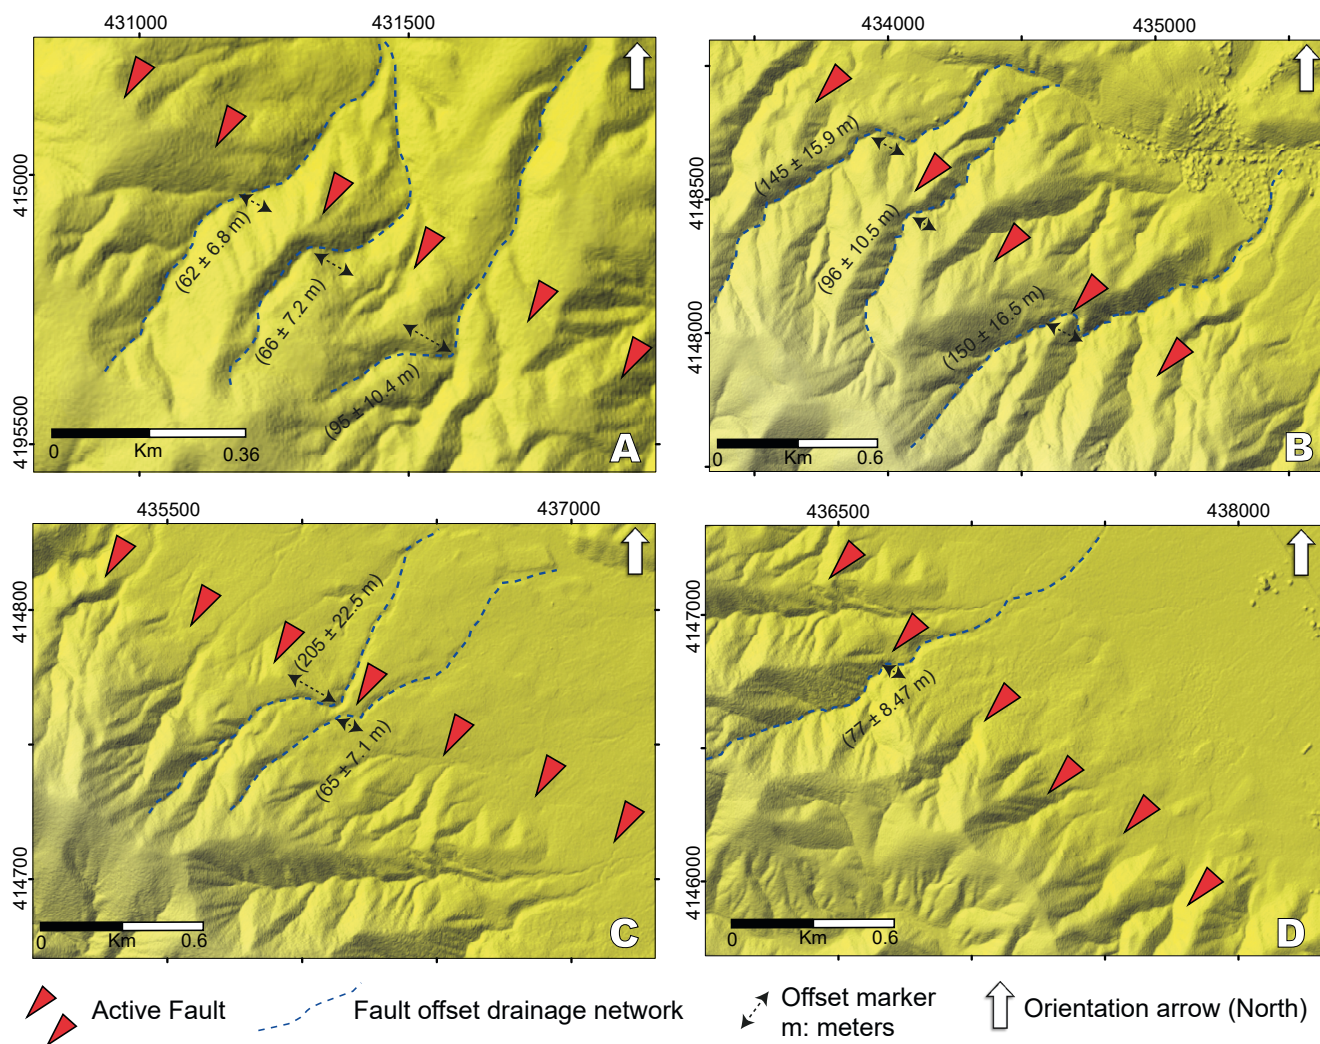 431000
431500
415000
419550
(62 ± 6.8 m)
(66 ± 7.2 m)
(95 ± 10.4 m)
0
Km
0.36
A
434000
435000
4148500
4148000
(145 ± 15.9 m)
(96 ± 10.5 m)
(150 ± 16.5 m)
0
Km
0.6
B
435500
437000
414800
414700
(205 ± 22.5 m)
(65 ± 7.1 m)
0
Km
0.6
C
436500
438000
4147000
4146000
(77 ± 8.47 m)
0
Km
0.6
D
Active Fault
Fault offset drainage network
Offset marker
m: meters
Orientation arrow (North)